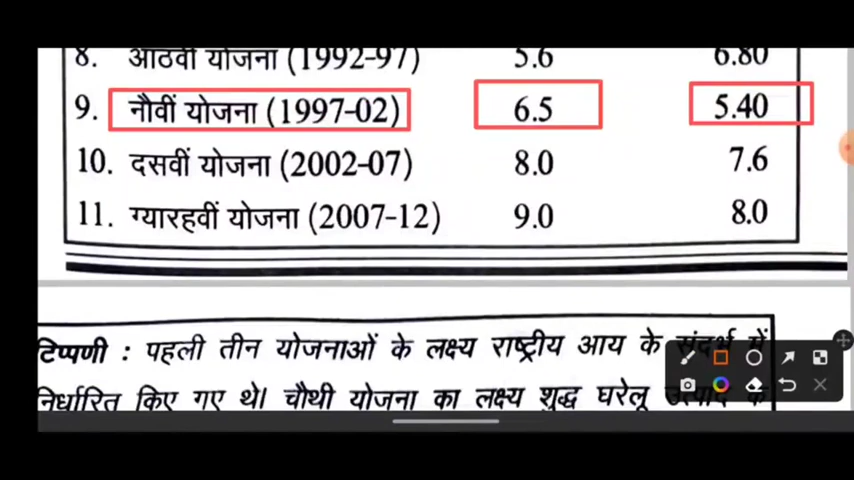 8. आठवीं योजना (1992-97) 5.6 6.80
9. नौवीं योजना (1997-02) 6.5 5.40
10. दसवीं योजना (2002-07) 8.0 7.6
11. ग्यारहवीं योजना (2007-12) 9.0 8.0
टिप्पणी : पहली तीन योजनाओं के लक्ष्य राष्ट्रीय आय के संदर्भ में
निर्धारित किए गए थे। चौथी योजना का लक्ष्य शुद्ध घरेलू उत्पाद के